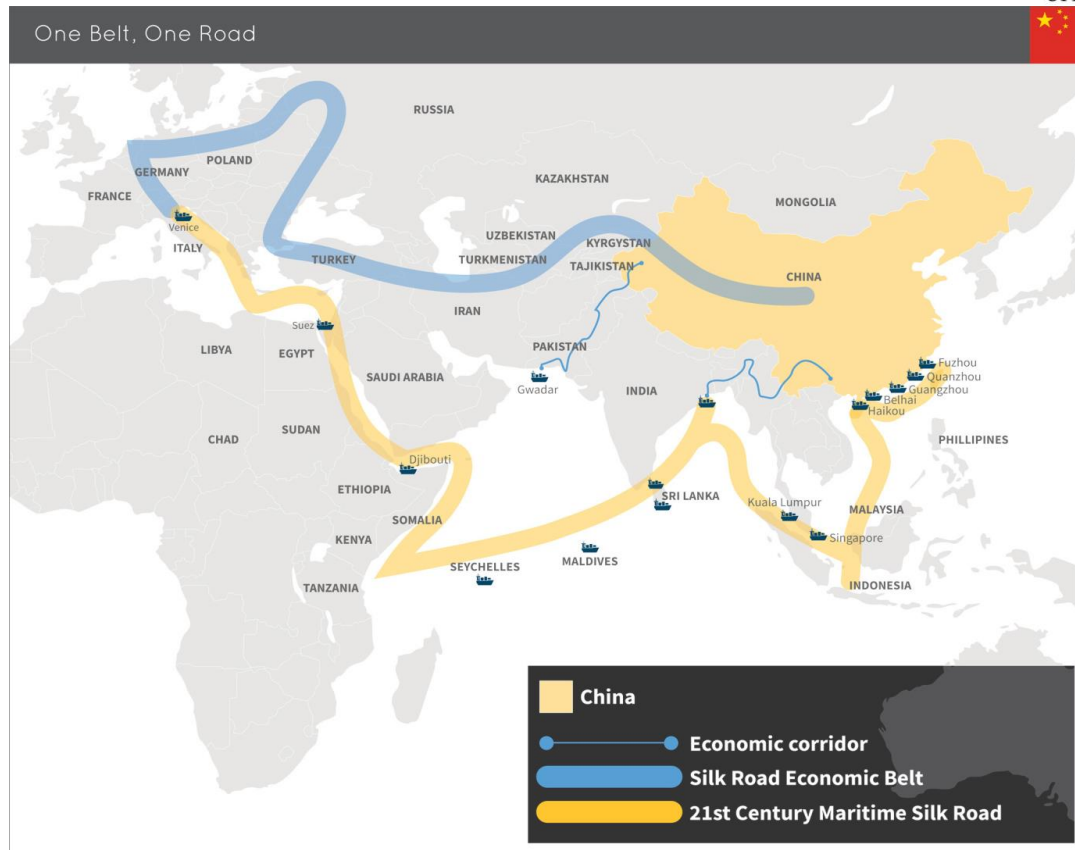 One Belt, One Road
RUSSIA
POLAND
GERMANY
FRANCE
KAZAKHSTAN
MONGOLIA
Venice
ITALY
UZBEKISTAN
KYRGYSTAN
TURKEY
TURKMENISTAN
TAJIKISTAN
CHINA
IRAN
Suez
LIBYA
EGYPT
PAKISTAN
SAUDI ARABIA
Gwadar
INDIA
Fuzhou
Quanzhou
Guangzhou
Belhai
Haikou
CHAD
SUDAN
PHILLIPINES
Djibouti
ETHIOPIA
SRI LANKA
Kuala Lumpur
MALAYSIA
SOMALIA
Singapore
KENYA
MALDIVES
SEYCHELLES
TANZANIA
INDONESIA
China
Economic corridor
Silk Road Economic Belt
21st Century Maritime Silk Road